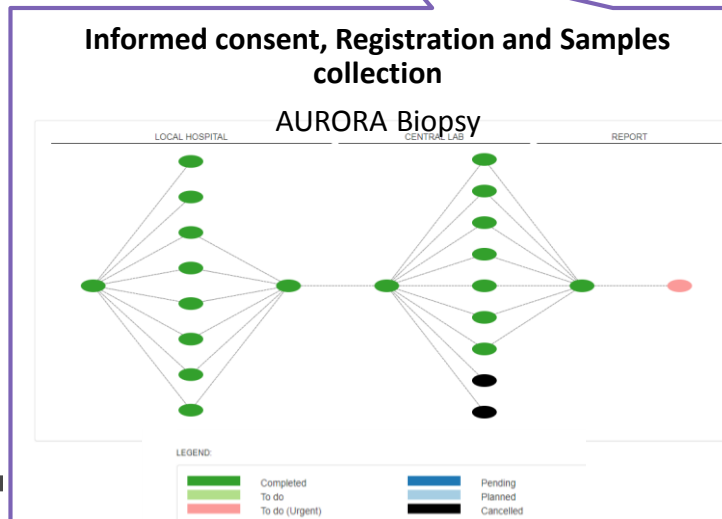 Informed consent, Registration and Samples
collection
AURORA Biopsy
LOCAL HOSPITAL
CENTRAL LAB
REPORT
LEGEND:
Completed
Pending
To do
Planned
To do (Urgent)
Cancelled